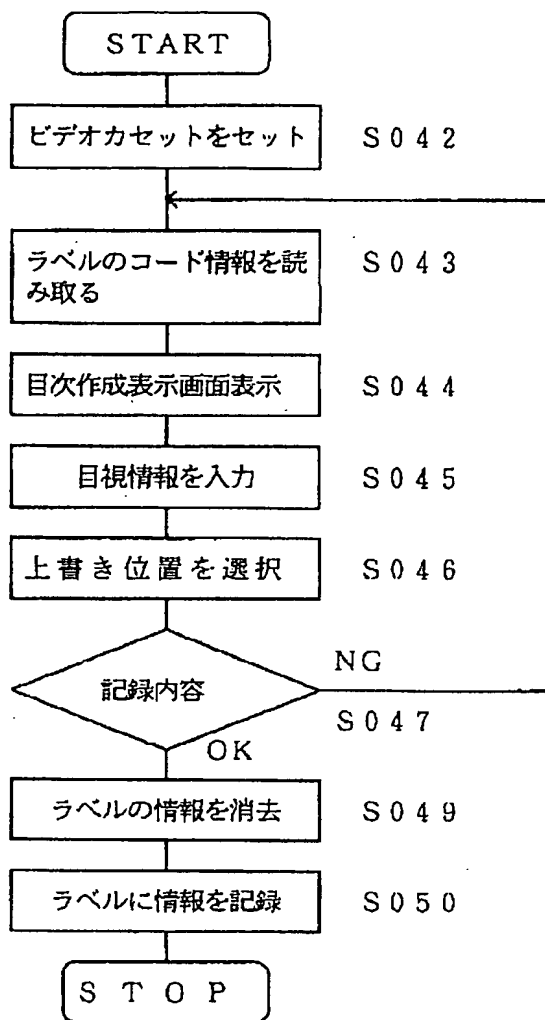 START
ビデオカセットをセット S042
ラベルのコード情報を読 S043
み取る
目次作成表示画面表示 S044
目視情報を入力 S045
上書き位置を選択 S046
NG
記録内容
S047
OK
ラベルの情報を消去 S049
ラベルに情報を記録 S050
STOP